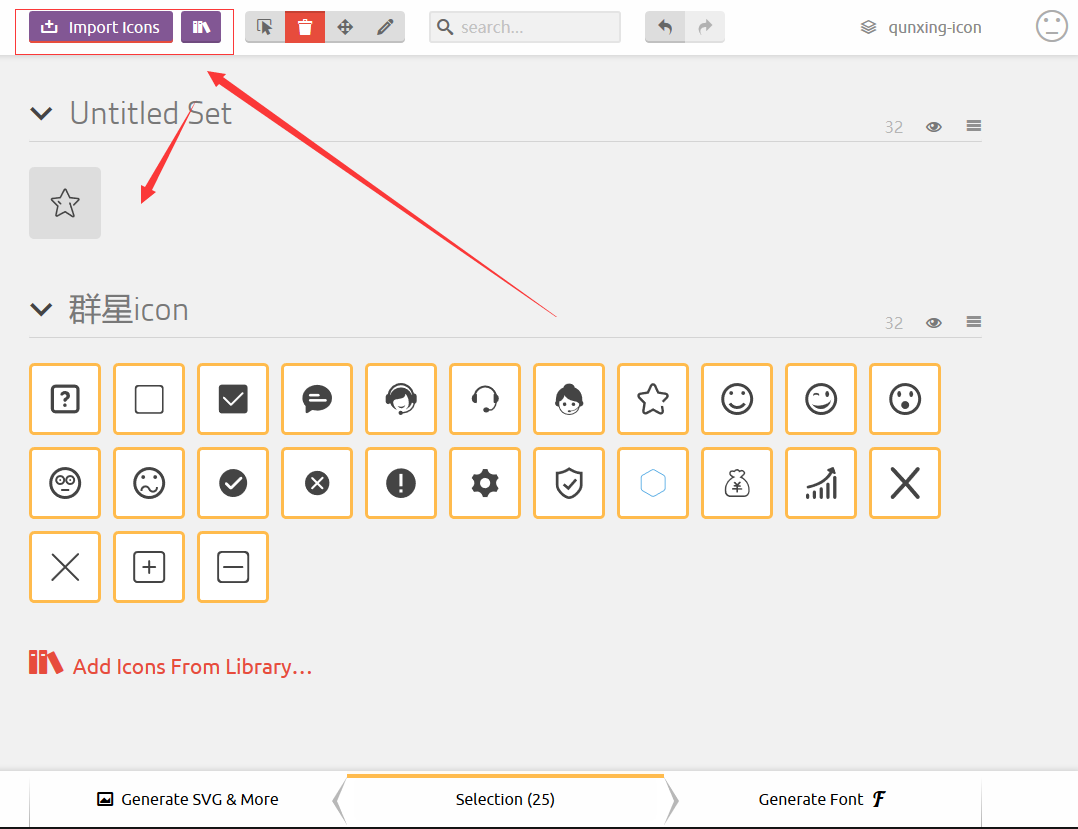 Import Icons
search...
qunxing-icon
Untitled Set
32
群星icon
32
Add Icons From Library...
Generate SVG & More
Selection (25)
Generate Font